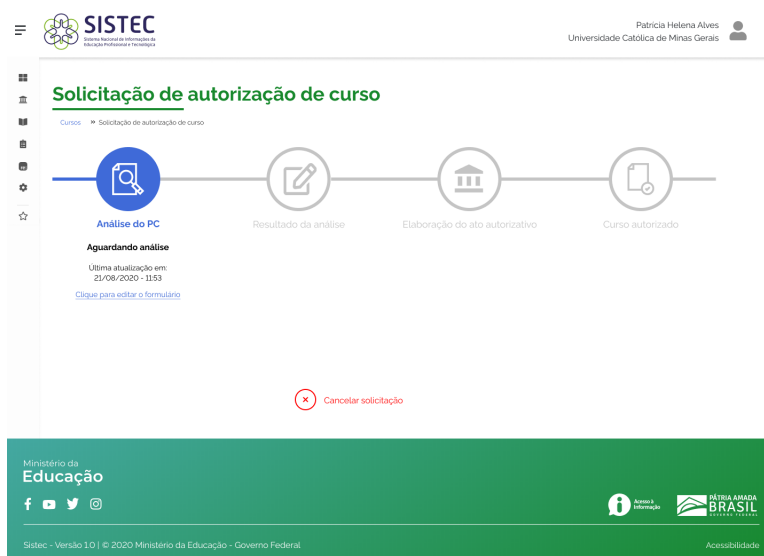 SISTEC
Sistema Nacional de Informações da
Educação Profissional e Tecnológica
Patricia Helena Alves
Universidade Católica de Minas Gerais
Solicitação de autorização de curso
Cursos » Solicitação de autorização de curso
Análise do PC
Resultado da análise
Elaboração do ato autorizativo
Curso autorizado
Aguardando análise
Última atualização em:
21/08/2020 - 11:53
Clique para editar o formulário
Cancelar solicitação
Ministério da
Educação
Acesso à
Informação
PÁTRIA AMADA
BRASIL
GOVERNO FEDERAL
Sistec - Versão 1.0 | © 2020 Ministério da Educação - Governo Federal
Acessibilidade